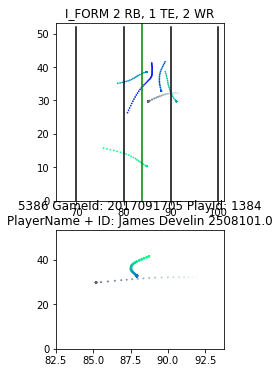 I_FORM 2 RB, 1 TE, 2 WR
50
40
30
20
10
0
70 80 90 100
5386 GameId: 2017091705 PlayId: 1384
PlayerName + ID: James Develin 2508101.0
40
20
0
82.5 85.0 87.5 90.0 92.5